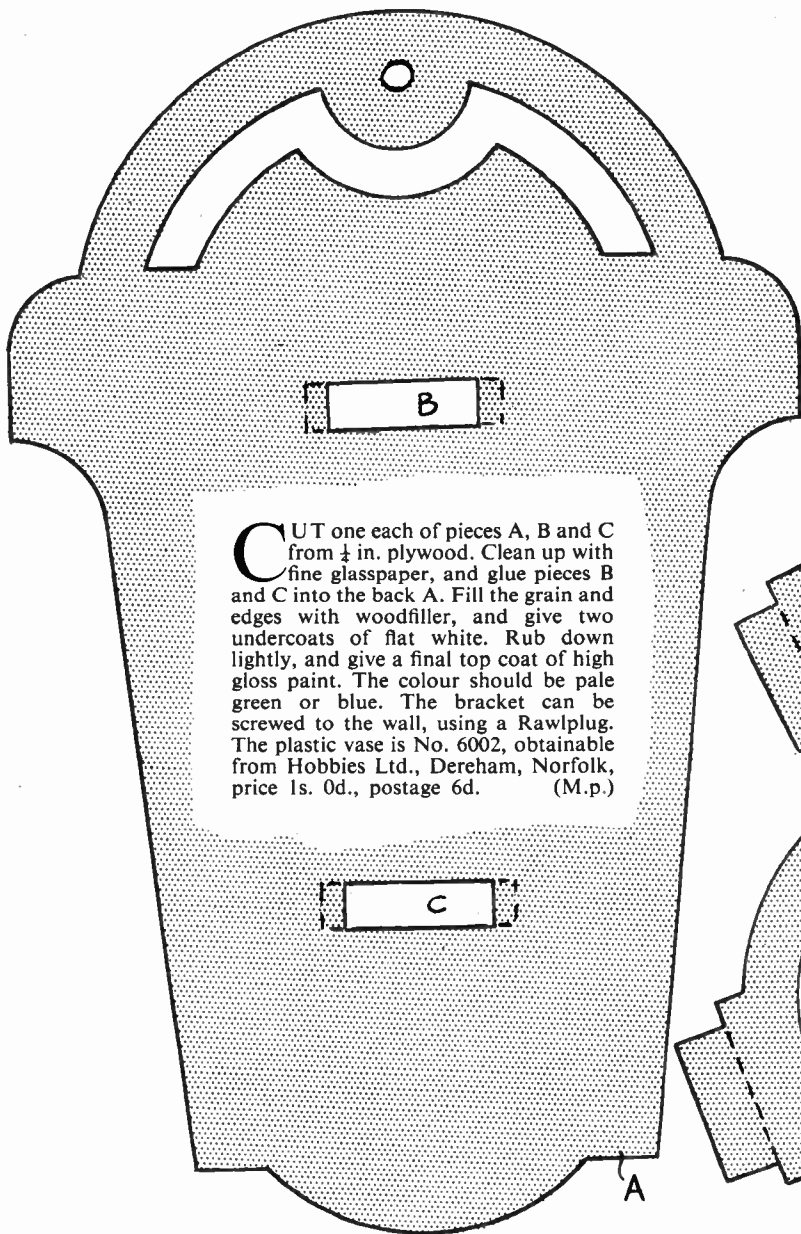 B
CUT one each of pieces A, B and C
from ¼ in. plywood. Clean up with
fine glasspaper, and glue pieces B
and C into the back A. Fill the grain and
edges with woodfiller, and give two
undercoats of flat white. Rub down
lightly, and give a final top coat of high
gloss paint. The colour should be pale
green or blue. The bracket can be
screwed to the wall, using a Rawlplug.
The plastic vase is No. 6002, obtainable
from Hobbies Ltd., Dereham, Norfolk,
price 1s. 0d., postage 6d. (M.p.)
C
A